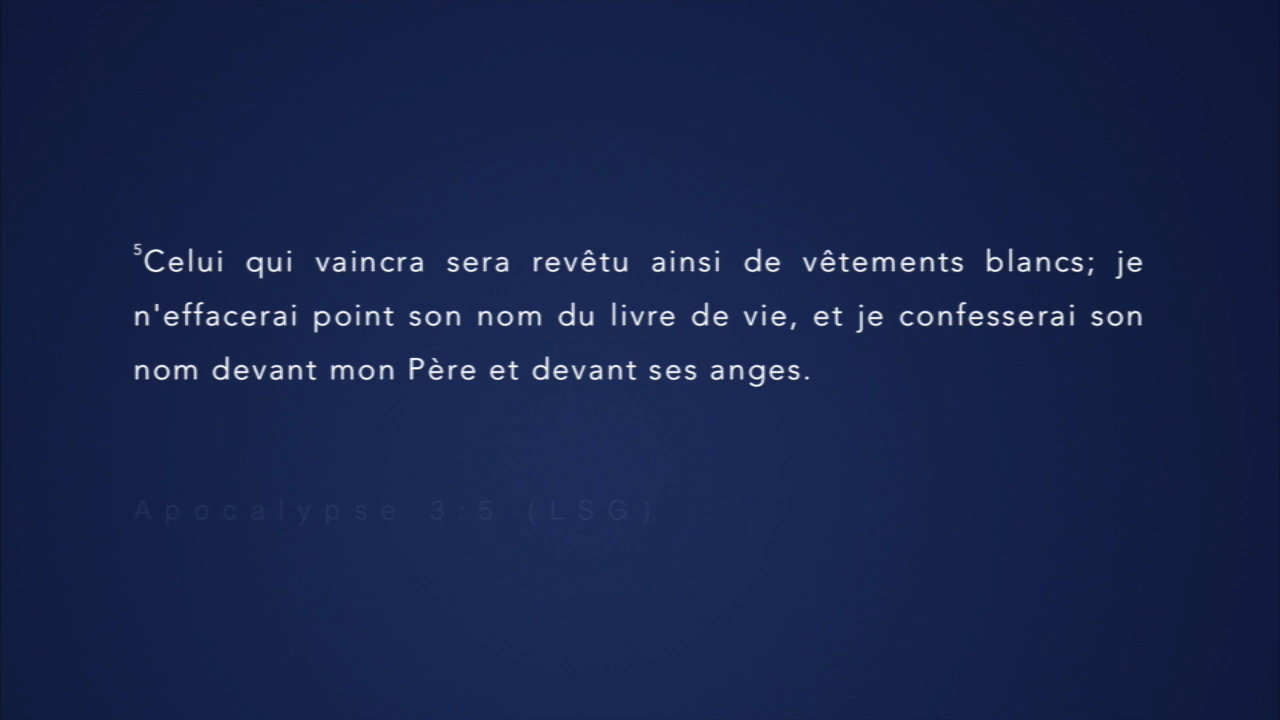 ⁵Celui qui vaincra sera revêtu ainsi de vêtements blancs; je
n'effacerai point son nom du livre de vie, et je confesserai son
nom devant mon Père et devant ses anges.
Apocalypse 3:5 (LSG)